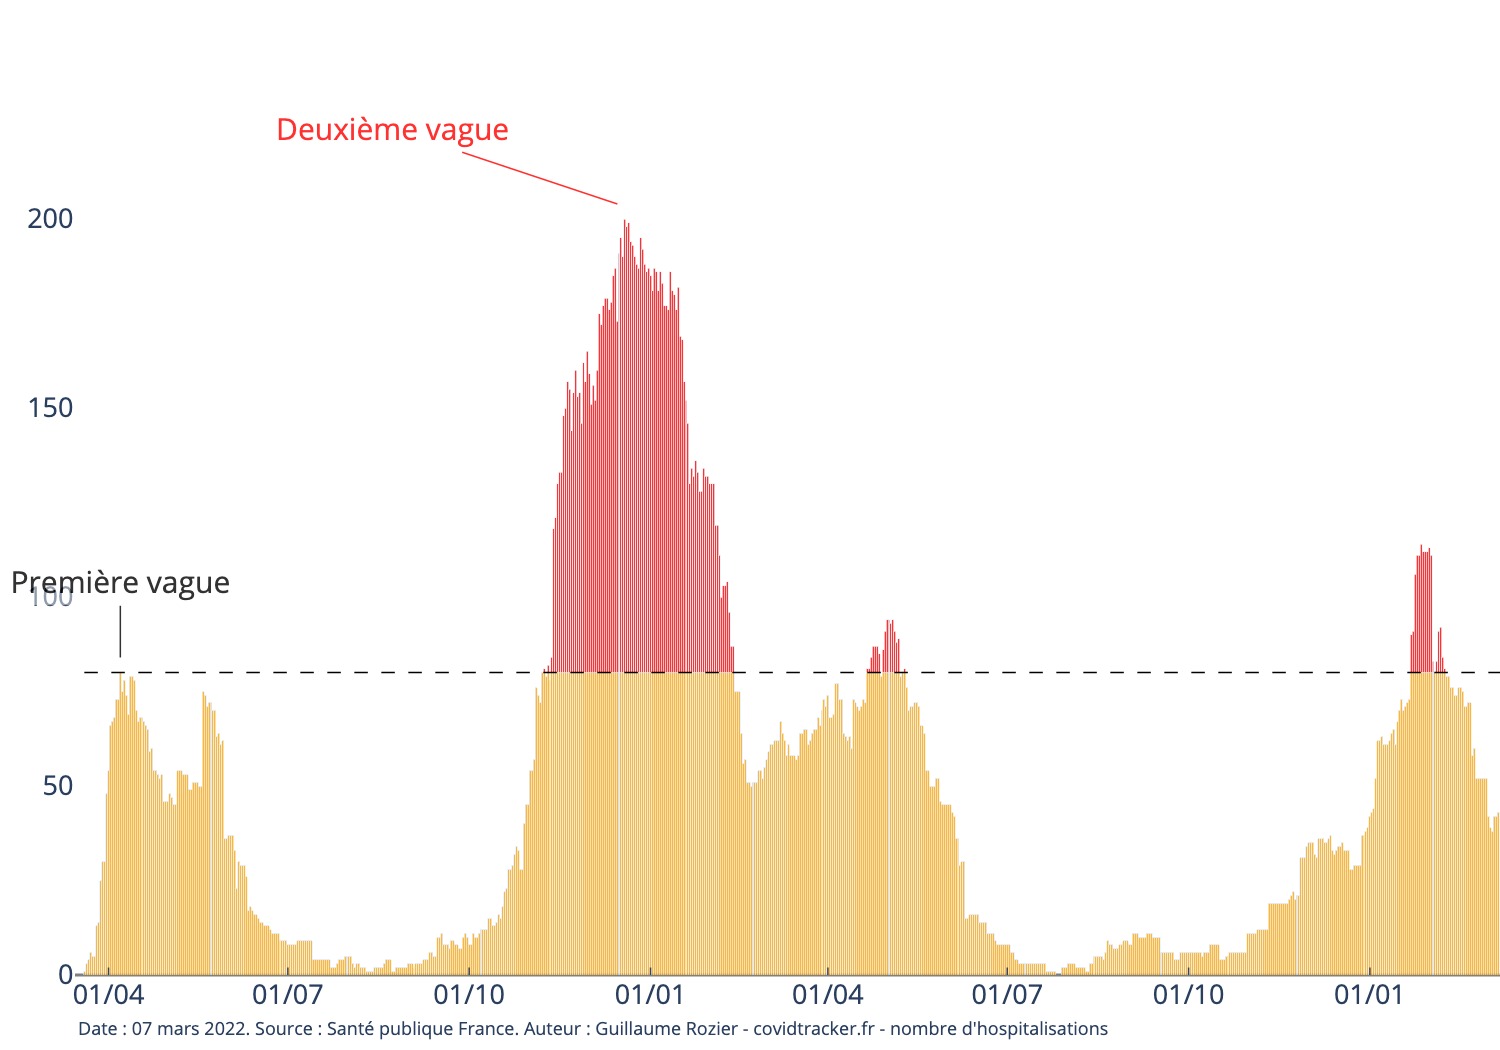 Deuxième vague
200
150
Première vague
100
50
0
01/04 01/07 01/10 01/01 01/04 01/07 01/10 01/01
Date : 07 mars 2022. Source : Santé publique France. Auteur : Guillaume Rozier - covidtracker.fr - nombre d'hospitalisations